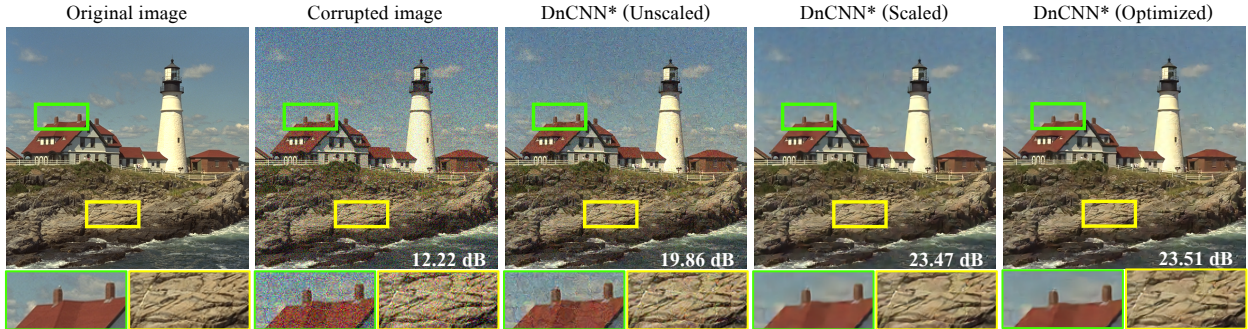 Original image
Corrupted image
DnCNN* (Unscaled)
DnCNN* (Scaled)
DnCNN* (Optimized)
12.22 dB
19.86 dB
23.47 dB
23.51 dB